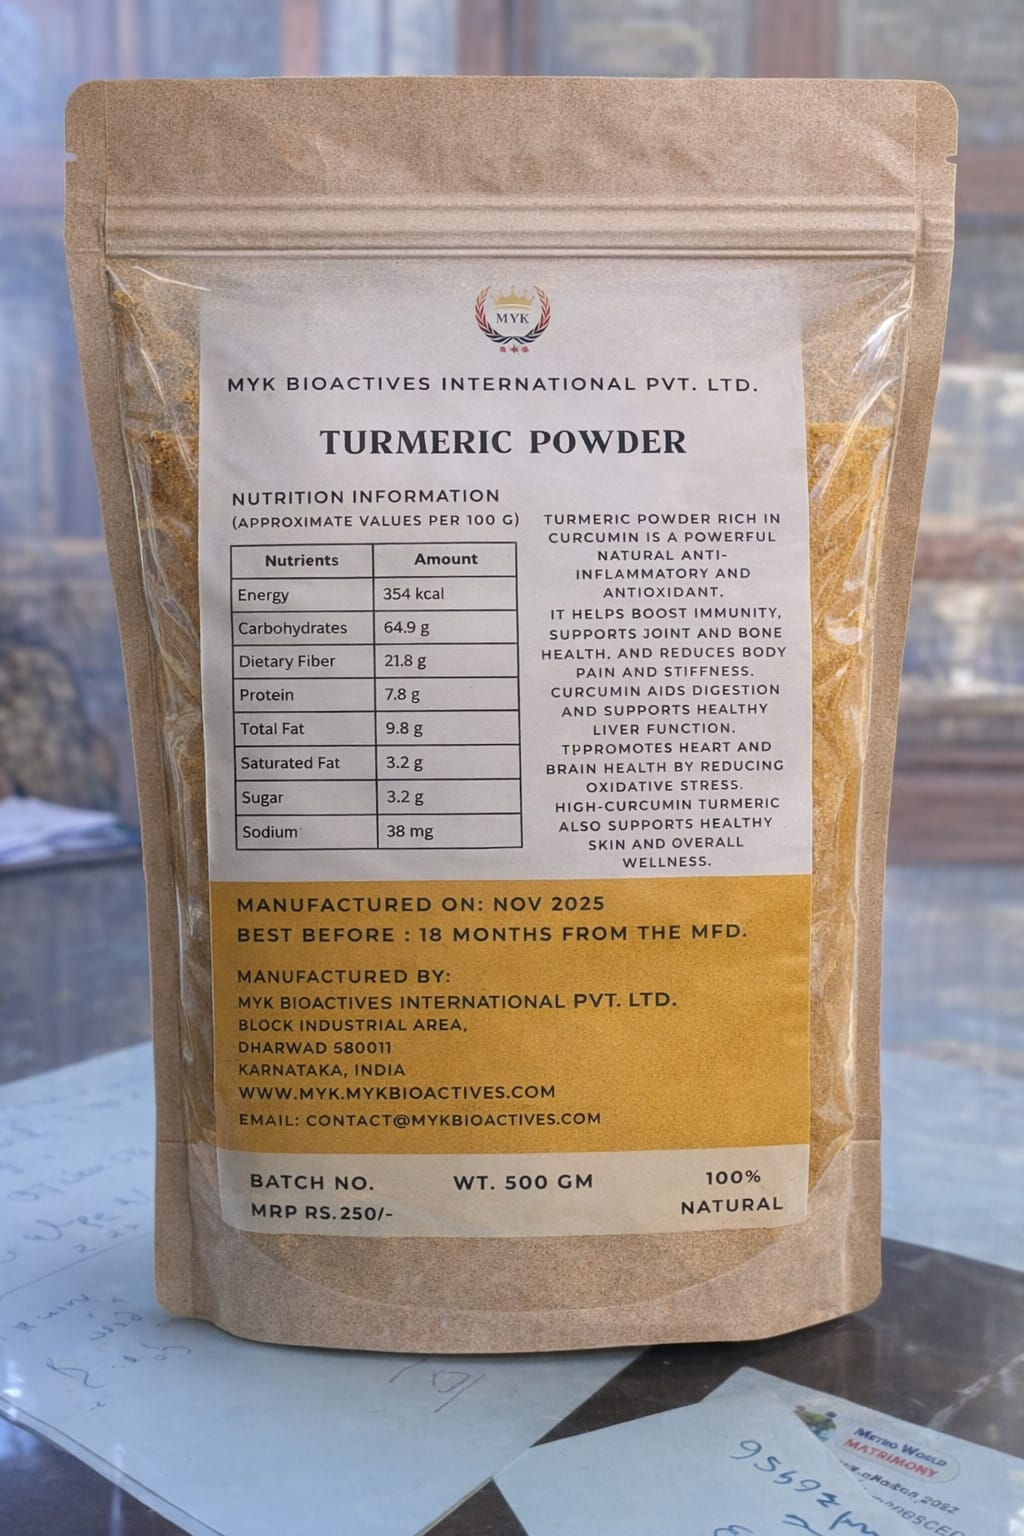 MYK
MYK BIOACTIVES INTERNATIONAL PVT. LTD.
TURMERIC POWDER
NUTRITION INFORMATION
(APPROXIMATE VALUES PER 100 G)
Nutrients Amount
Energy 354 kcal
Carbohydrates 64.9 g
Dietary Fiber 21.8 g
Protein 7.8 g
Total Fat 9.8 g
Saturated Fat 3.2 g
Sugar 3.2 g
Sodium 38 mg
TURMERIC POWDER RICH IN
CURCUMIN IS A POWERFUL
NATURAL ANTI-
INFLAMMATORY AND
ANTIOXIDANT.
IT HELPS BOOST IMMUNITY,
SUPPORTS JOINT AND BONE
HEALTH, AND REDUCES BODY
PAIN AND STIFFNESS.
CURCUMIN AIDS DIGESTION
AND SUPPORTS HEALTHY
LIVER FUNCTION.
TPPROMOTES HEART AND
BRAIN HEALTH BY REDUCING
OXIDATIVE STRESS.
HIGH-CURCUMIN TURMERIC
ALSO SUPPORTS HEALTHY
SKIN AND OVERALL
WELLNESS.
MANUFACTURED ON: NOV 2025
BEST BEFORE : 18 MONTHS FROM THE MFD.
MANUFACTURED BY:
MYK BIOACTIVES INTERNATIONAL PVT. LTD.
BLOCK INDUSTRIAL AREA,
DHARWAD 580011
KARNATAKA, INDIA
WWW.MYK.MYKBIOACTIVES.COM
EMAIL: CONTACT@MYKBIOACTIVES.COM
BATCH NO. WT. 500 GM 100%
MRP RS.250/- NATURAL
METRO WORLD
MATRIMONY